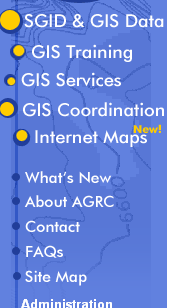 SGID & GIS Data
GIS Training
GIS Services
GIS Coordination
Internet Maps
New!
What's New
About AGRC
Contact
FAQs
Site Map
Administration
6600